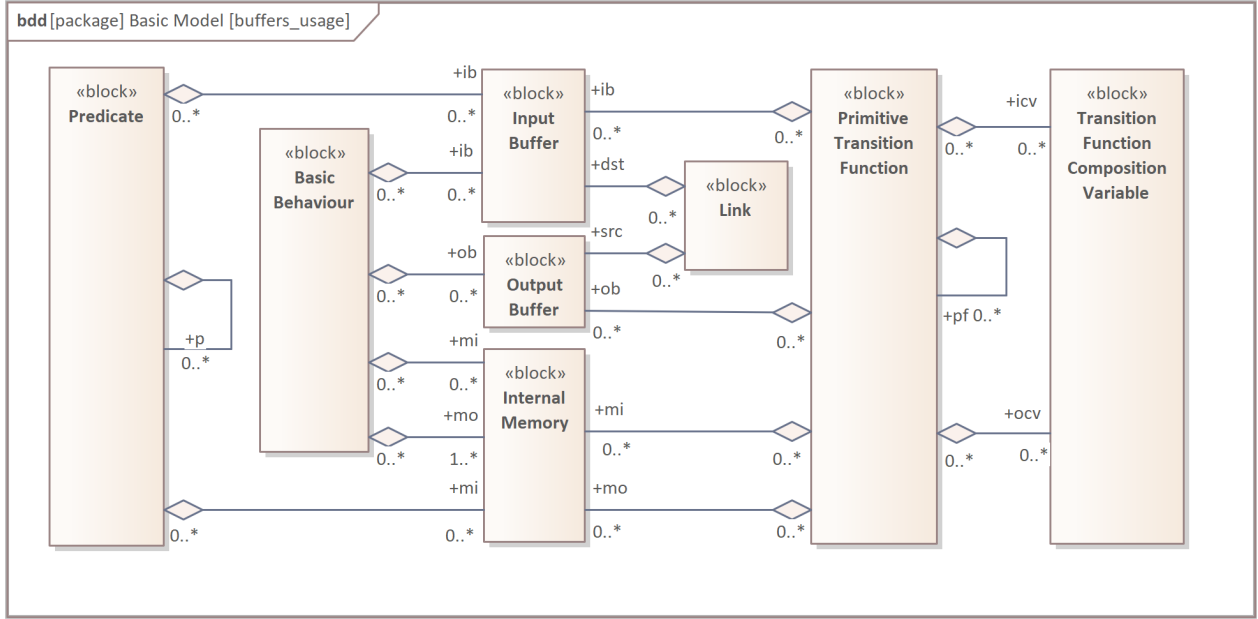 bdd [package] Basic Model [buffers_usage]
«block»
Predicate
0..*
+p
0..*
0..*
«block»
Basic
Behaviour
0..*
0..*
0..*
0..*
+ib
0..*
+ib
0..*
+ob
0..*
+mi
0..*
+mo
1..*
+mi
0..*
«block»
Input
Buffer
«block»
Output
Buffer
«block»
Internal
Memory
+ib
0..*
+dst
+src
+ob
0..*
+mi
0..*
+mo
0..*
0..*
«block»
Link
0..*
0..*
0..*
0..*
0..*
«block»
Primitive
Transition
Function
0..*
+pf 0..*
0..*
+icv
0..*
+ocv
0..*
«block»
Transition
Function
Composition
Variable